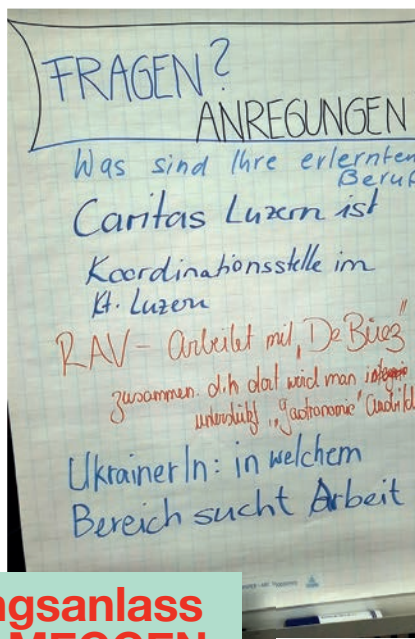 FRAGEN?
ANREGUNGEN
Was sind Ihre erlernten
Beruf
Caritas Luzern ist
Koordinationsstelle im
Kt. Luzern
RAV - Arbeitet mit "De Büez"
zusammen. d.h dort wird man
unterstützt "Gastronomie"
UkrainerIn: in welchem
Bereich sucht Arbeit
ngsanlass
MEGGEN